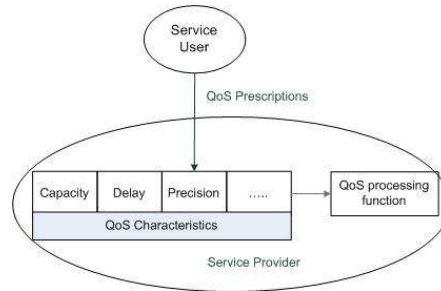 Service
User
QoS Prescriptions
Capacity
Delay
Precision
.....
QoS processing
function
QoS Characteristics
Service Provider